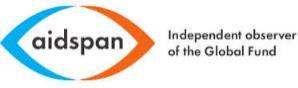 aidspan
Independent observer
of the Global Fund